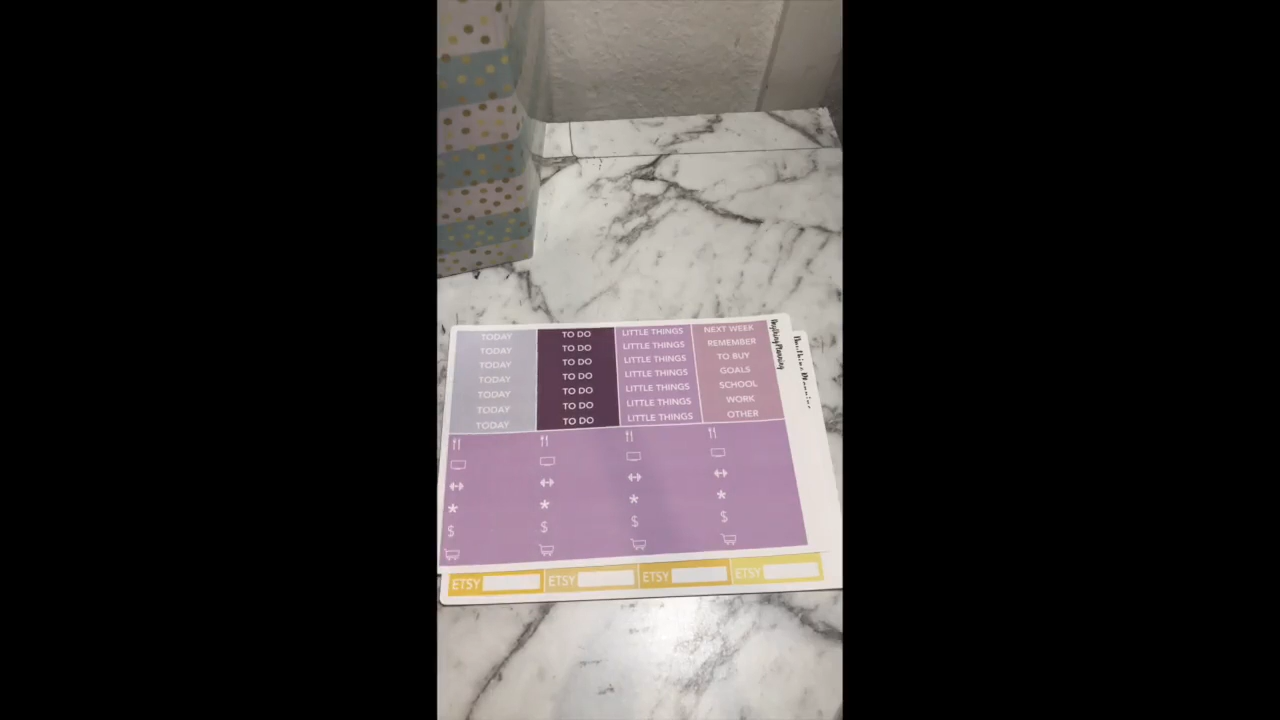 TODAY TO DO LITTLE THINGS NEXT WEEK
TODAY TO DO LITTLE THINGS REMEMBER
TODAY TO DO LITTLE THINGS TO BUY
TODAY TO DO LITTLE THINGS GOALS
TODAY TO DO LITTLE THINGS SCHOOL
TODAY TO DO LITTLE THINGS WORK
TODAY TO DO LITTLE THINGS OTHER
AnythingPlanning
$ $ $ $
ETSY ETSY ETSY ETSY